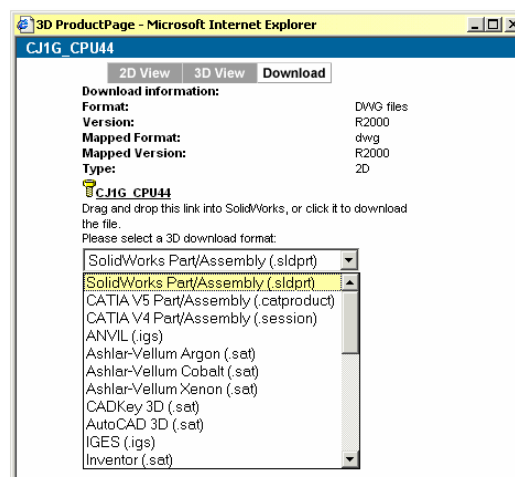 3D ProductPage - Microsoft Internet Explorer
CJ1G_CPU44
2D View 3D View Download
Download information:
Format: DWG files
Version: R2000
Mapped Format: dwg
Mapped Version: R2000
Type: 2D
CJ1G_CPU44
Drag and drop this link into SolidWorks, or click it to download
the file.
Please select a 3D download format:
SolidWorks Part/Assembly (.sldprt)
SolidWorks Part/Assembly (.sldprt)
CATIA V5 Part/Assembly (.catproduct)
CATIA V4 Part/Assembly (.session)
ANVIL (.igs)
Ashlar-Vellum Argon (.sat)
Ashlar-Vellum Cobalt (.sat)
Ashlar-Vellum Xenon (.sat)
CADKey 3D (.sat)
AutoCAD 3D (.sat)
IGES (.igs)
Inventor (.sat)